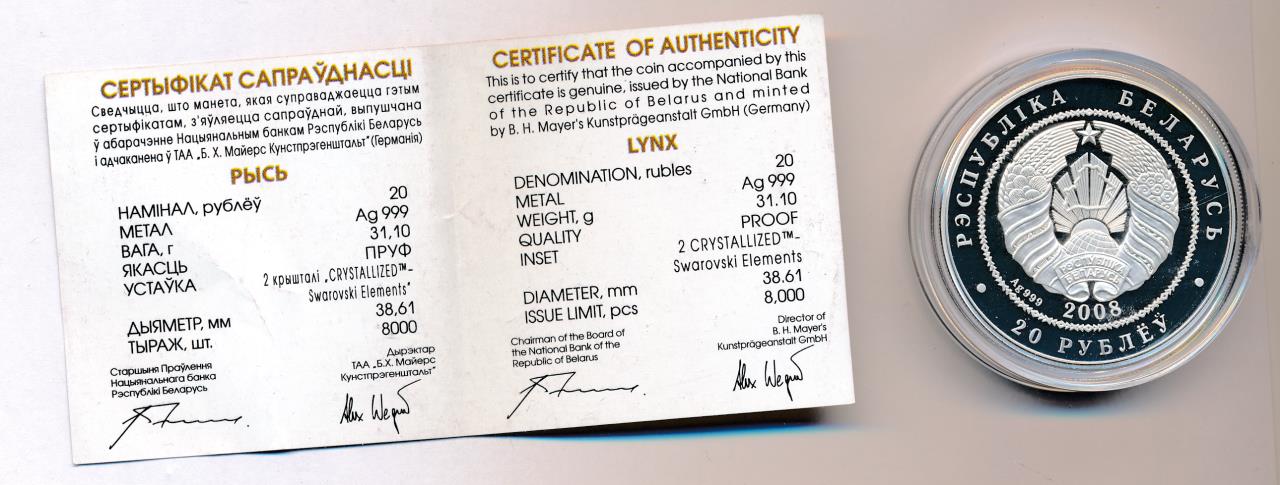 СЕРТЫФІКАТ САПРАЎДНАСЦІ
Сведчыцца, што манета, якая суправаджаецца гэтым
сертыфікатам, з'яўляецца сапраўднай, выпушчана
ў абарачэнне Нацыянальным банкам Рэспублікі Беларусь
і адчаканена ў ТАА „Б. Х. Майерс Кунстпрэгенштальт" (Германія)
РЫСЬ
НАМІНАЛ, рублёў 20
МЕТАЛ Ag 999
ВАГА, г 31,10
ЯКАСЦЬ ПРУФ
УСТАЎКА 2 крышталі „CRYSTALLIZED™–
Swarovski Elements"
ДЫЯМЕТР, мм 38,61
ТЫРАЖ, шт. 8000
Старшыня Праўлення
Нацыянальнага банка
Рэспублікі Беларусь
Дырэктар
ТАА „Б.Х. Майерс
Кунстпрэгенштальт"
CERTIFICATE OF AUTHENTICITY
This is to certify that the coin accompanied by this
certificate is genuine, issued by the National Bank
of the Republic of Belarus and minted
by B. H. Mayer's Kunstprägeanstalt GmbH (Germany)
LYNX
DENOMINATION, rubles 20
METAL Ag 999
WEIGHT, g 31.10
QUALITY PROOF
INSET 2 CRYSTALLIZED™–
Swarovski Elements
DIAMETER, mm 38.61
ISSUE LIMIT, pcs 8,000
Chairman of the Board of
the National Bank of the
Republic of Belarus
Director of
B. H. Mayer's
Kunstprägeanstalt GmbH
РЭСПУБЛІКА БЕЛАРУСЬ
РЭСПУБЛІКА
БЕЛАРУСЬ
Ag 999
2008
20 РУБЛЁЎ